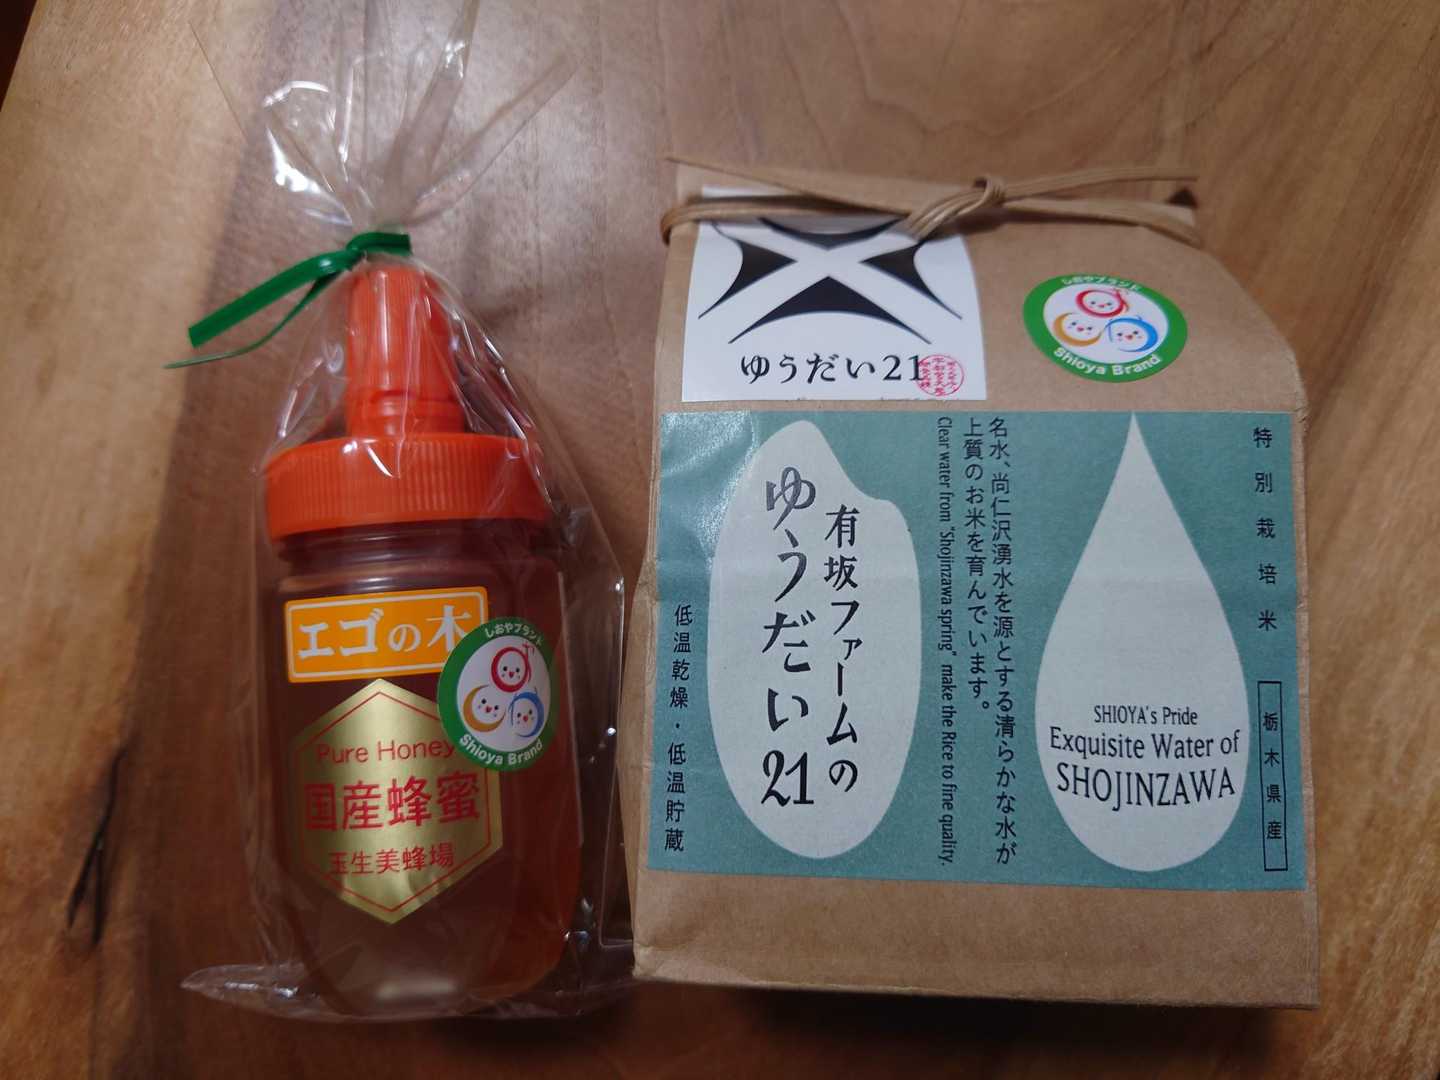 エゴの木
しおやブランド
Shioya Brand
Pure Honey
国産蜂蜜
玉生美蜂場
ゆうだい21
しおやブランド
Shioya Brand
特別栽培米
栃木県産
SHIOYA's Pride
Exquisite Water of
SHOJINZAWA
名水、尚仁沢湧水を源とする清らかな水が
上質のお米を育んでいます。
Clear water from "Shojinzawa spring" make the Rice to fine quality.
有坂ファームの
ゆうだい21
低温乾燥・低温貯蔵